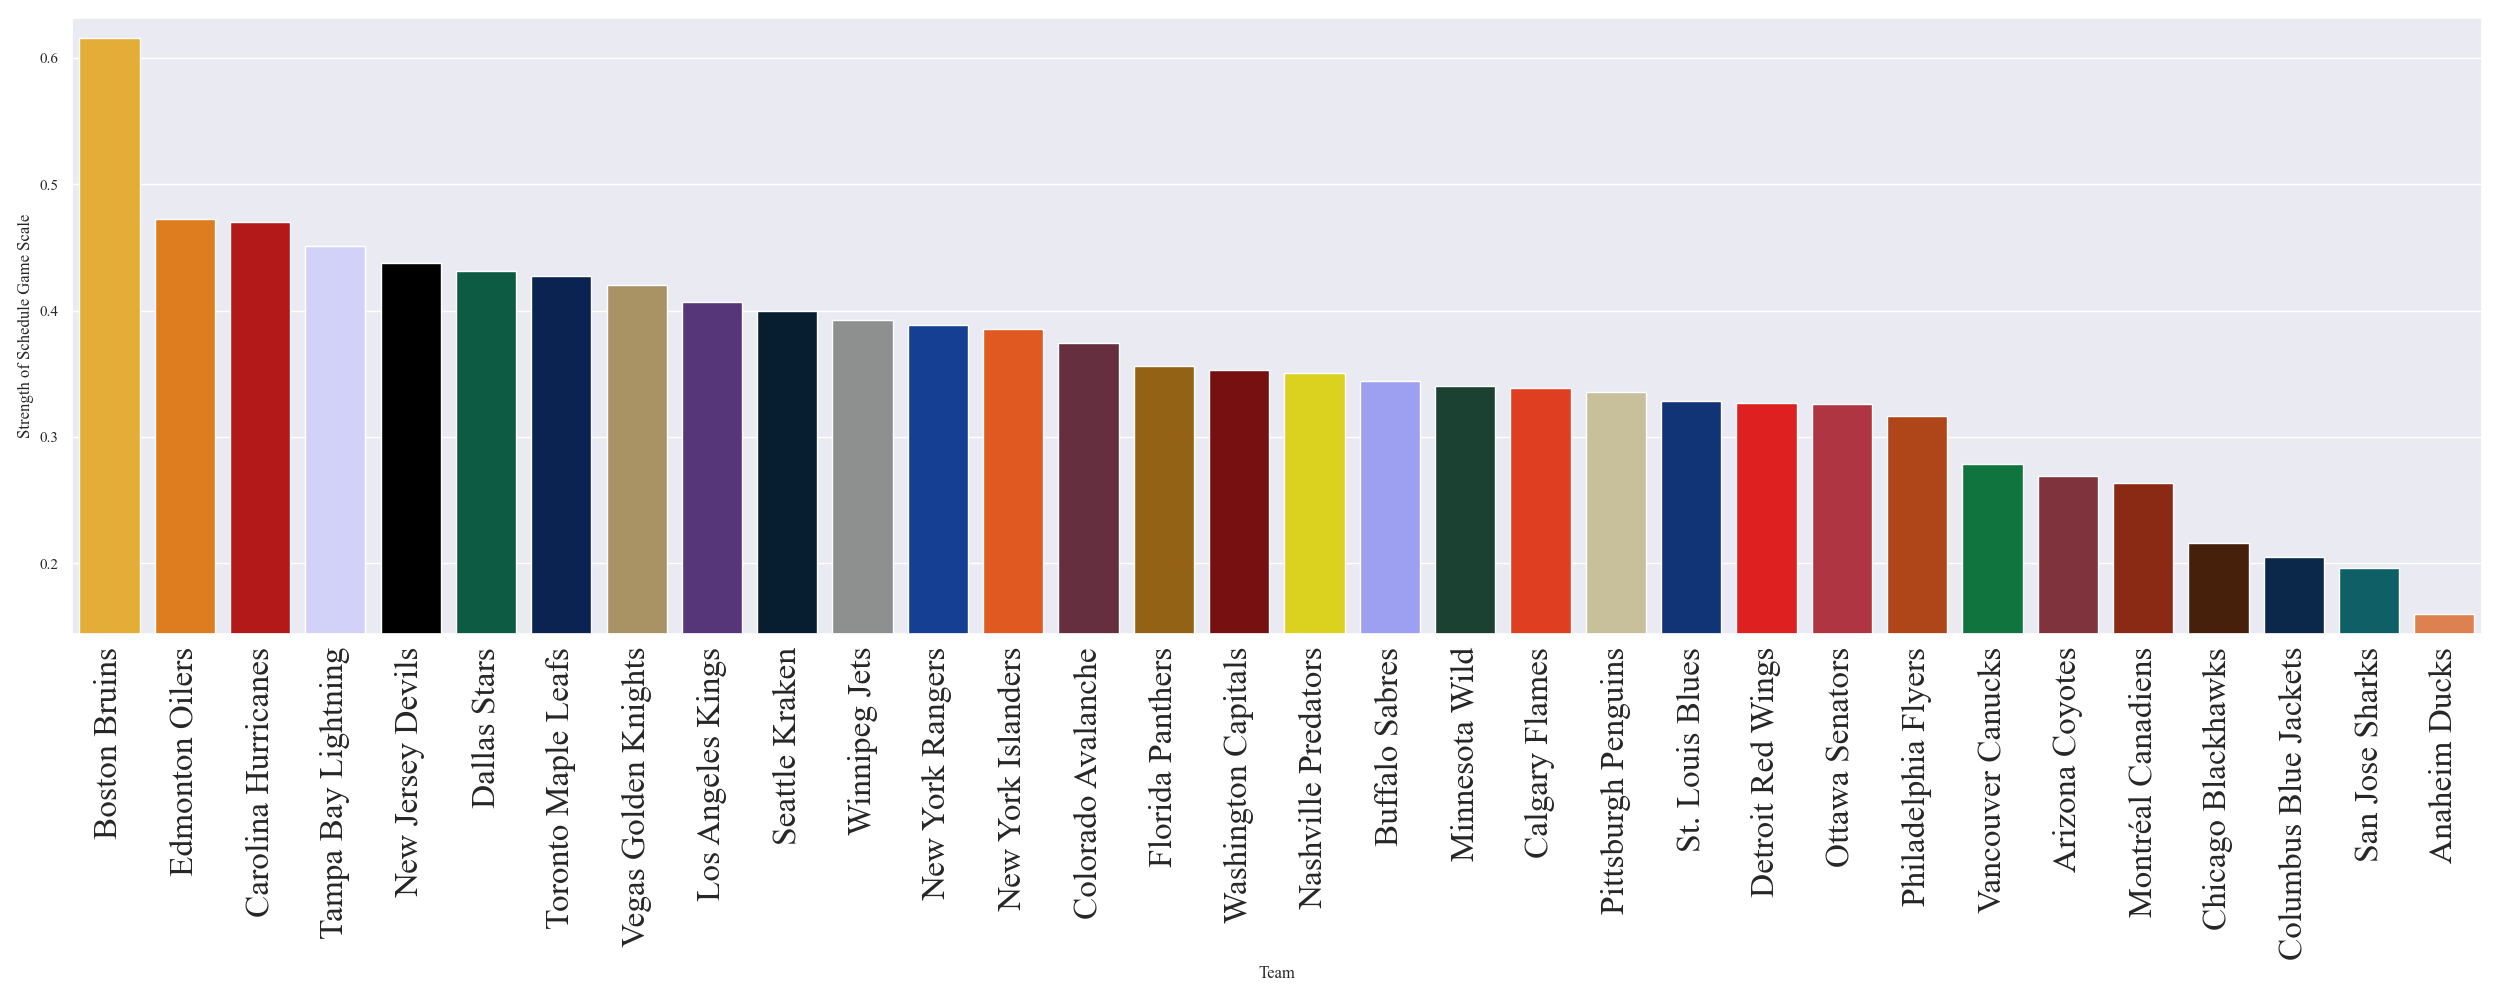 Strength of Schedule Game Scale
0.6
0.5
0.4
0.3
0.2
Boston Bruins
Edmonton Oilers
Carolina Hurricanes
Tampa Bay Lightning
New Jersey Devils
Dallas Stars
Toronto Maple Leafs
Vegas Golden Knights
Los Angeles Kings
Seattle Kraken
Winnipeg Jets
New York Rangers
New York Islanders
Colorado Avalanche
Florida Panthers
Washington Capitals
Nashville Predators
Buffalo Sabres
Minnesota Wild
Calgary Flames
Pittsburgh Penguins
St. Louis Blues
Detroit Red Wings
Ottawa Senators
Philadelphia Flyers
Vancouver Canucks
Arizona Coyotes
Montréal Canadiens
Chicago Blackhawks
Columbus Blue Jackets
San Jose Sharks
Anaheim Ducks
Team